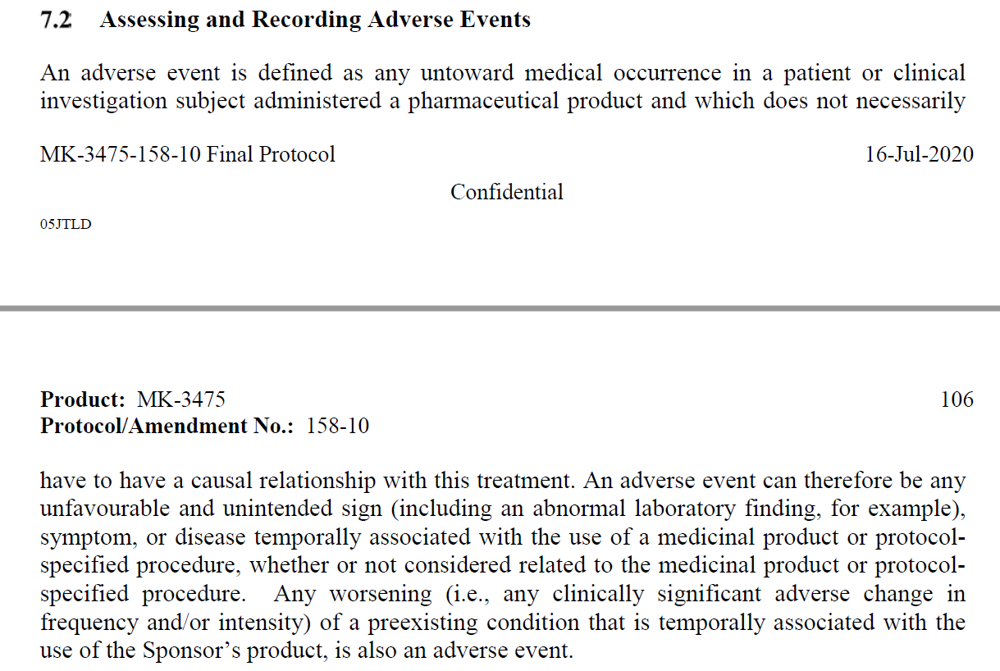 7.2 Assessing and Recording Adverse Events
An adverse event is defined as any untoward medical occurrence in a patient or clinical
investigation subject administered a pharmaceutical product and which does not necessarily
MK-3475-158-10 Final Protocol 16-Jul-2020
Confidential
05JTLD
Product: MK-3475 106
Protocol/Amendment No.: 158-10
have to have a causal relationship with this treatment. An adverse event can therefore be any
unfavourable and unintended sign (including an abnormal laboratory finding, for example),
symptom, or disease temporally associated with the use of a medicinal product or protocol-
specified procedure, whether or not considered related to the medicinal product or protocol-
specified procedure. Any worsening (i.e., any clinically significant adverse change in
frequency and/or intensity) of a preexisting condition that is temporally associated with the
use of the Sponsor’s product, is also an adverse event.